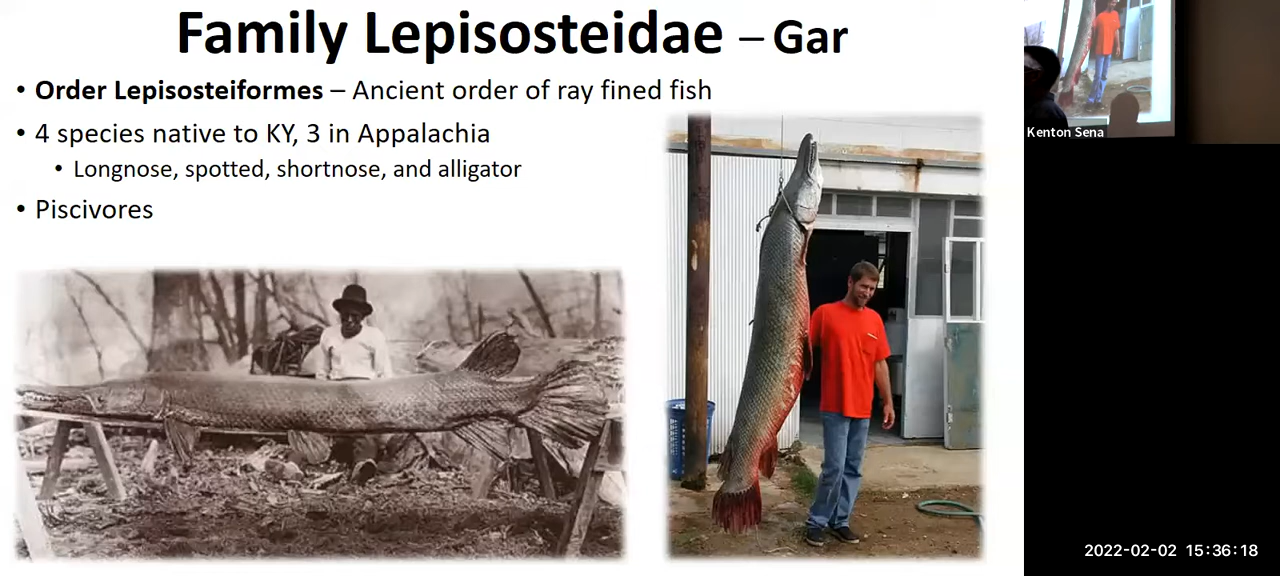 Family Lepisosteidae – Gar
• Order Lepisosteiformes – Ancient order of ray fined fish
• 4 species native to KY, 3 in Appalachia
• Longnose, spotted, shortnose, and alligator
• Piscivores
Kenton Sena
2022-02-02 15:36:18